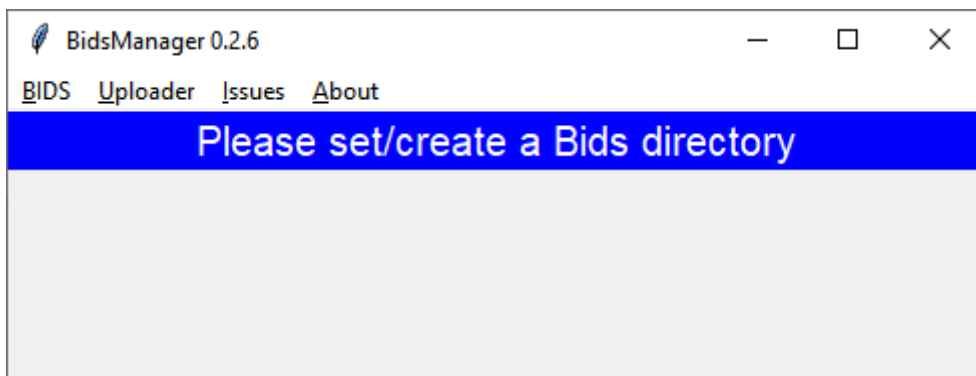 BidsManager 0.2.6
BIDS Uploader Issues About
Please set/create a Bids directory